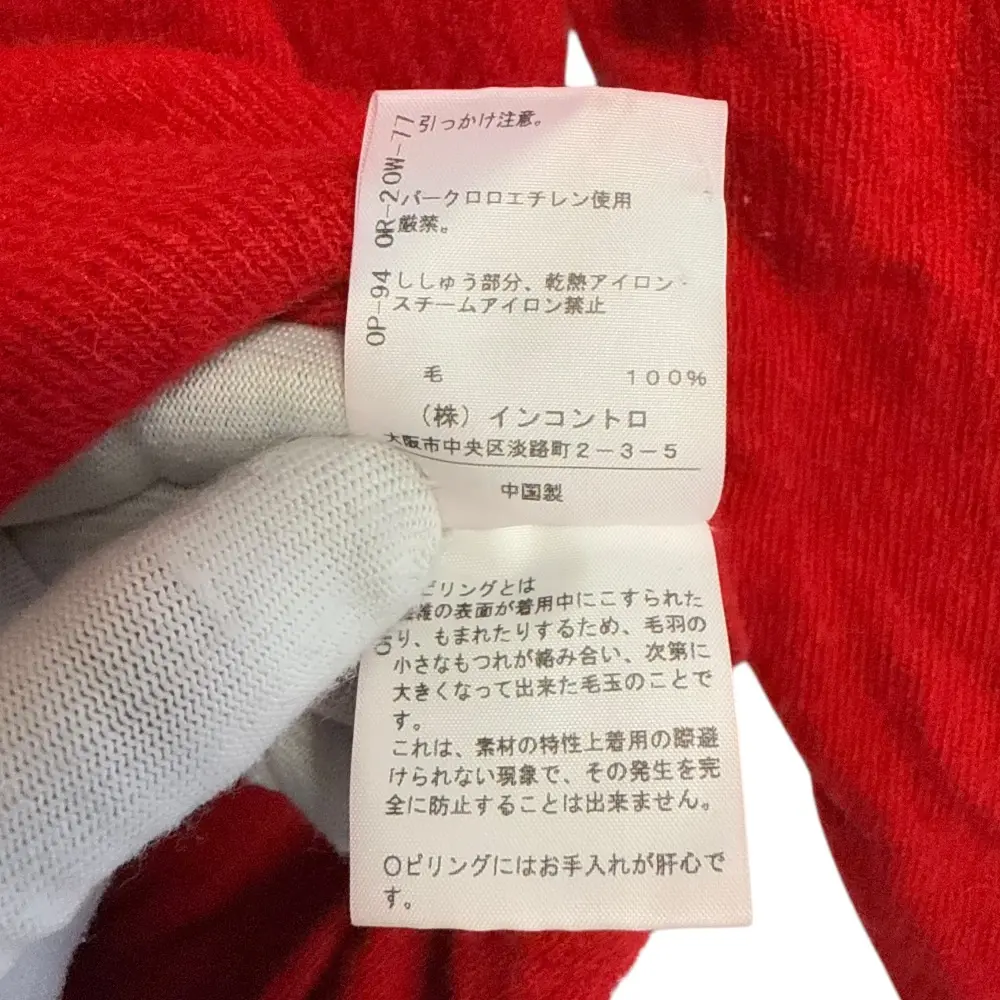 引っかけ注意。
パークロロエチレン使用
厳禁。
ししゅう部分、乾熱アイロン・
スチームアイロン禁止
毛 100%
(株)インコントロ
大阪市中央区淡路町2-3-5
中国製
OP-94 OR-20W-77
ピリングとは
の表面が着用中にこすられた
り、もまれたりするため、毛羽の
小さなもつれが絡み合い、次第に
大きくなって出来た毛玉のことで
す。
これは、素材の特性上着用の際避
けられない現象で、その発生を完
全に防止することは出来ません。
〇ピリングにはお手入れが肝心で
す。